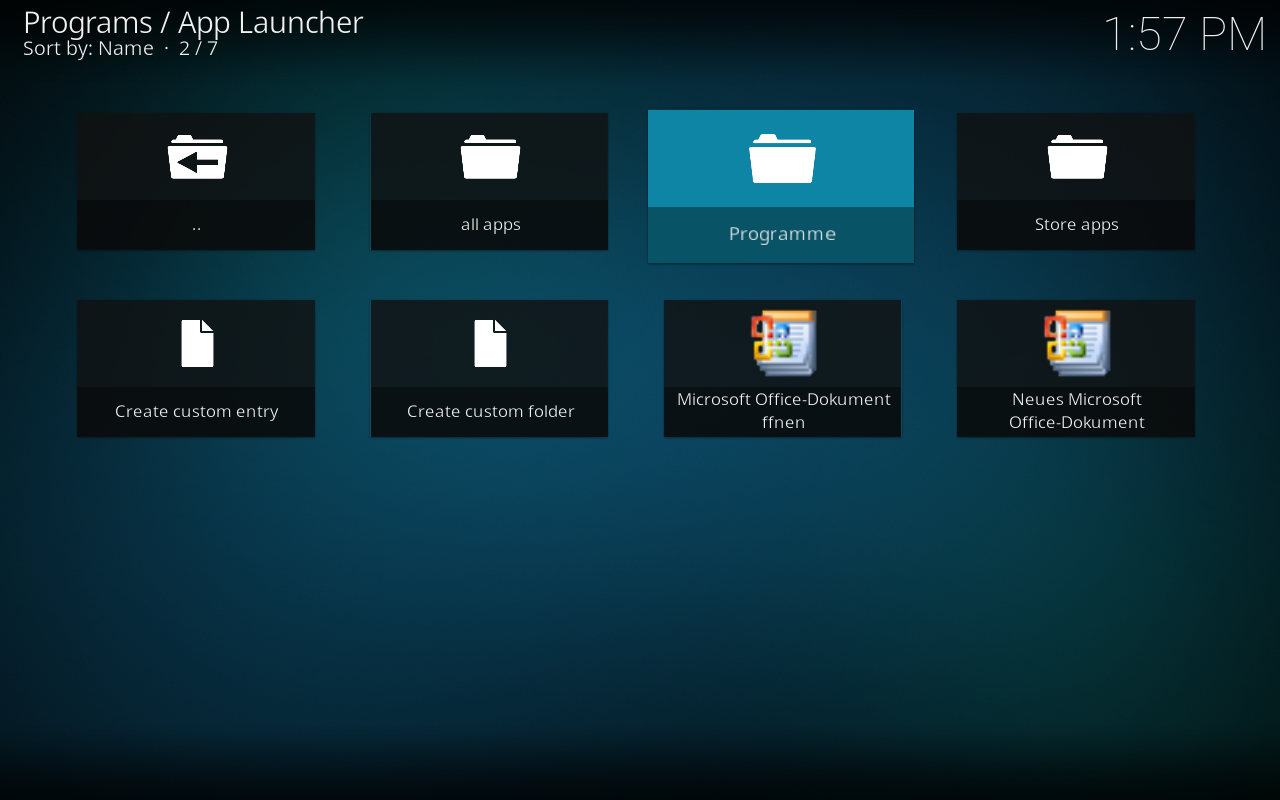 Programs / App Launcher
Sort by: Name · 2 / 7
1:57 PM
..
all apps
Programme
Store apps
Create custom entry
Create custom folder
Microsoft Office-Dokument
ffnen
Neues Microsoft
Office-Dokument